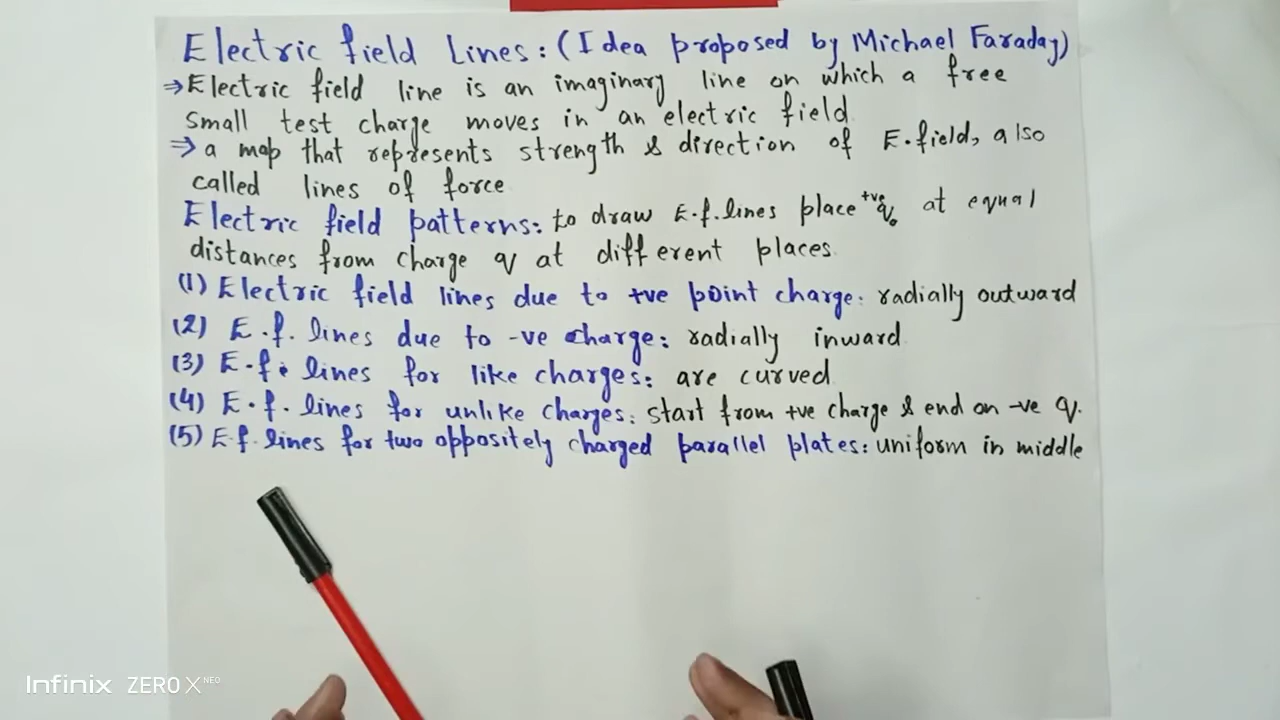 Electric field Lines: (Idea proposed by Michael Faraday)
⇒ Electric field line is an imaginary line on which a free
small test charge moves in an electric field.
⇒ a map that represents strength & direction of E.field, also
called lines of force
Electric field patterns: to draw E.f.lines place +ve q₀ at equal
distances from charge q at different places.
(1) Electric field lines due to +ve point charge: radially outward
(2) E.f. lines due to -ve charge: radially inward.
(3) E.f. lines for like charges: are curved.
(4) E.f. lines for unlike charges: start from +ve charge & end on -ve q.
(5) E.f. lines for two oppositely charged parallel plates: uniform in middle
Infinix ZERO X NEO